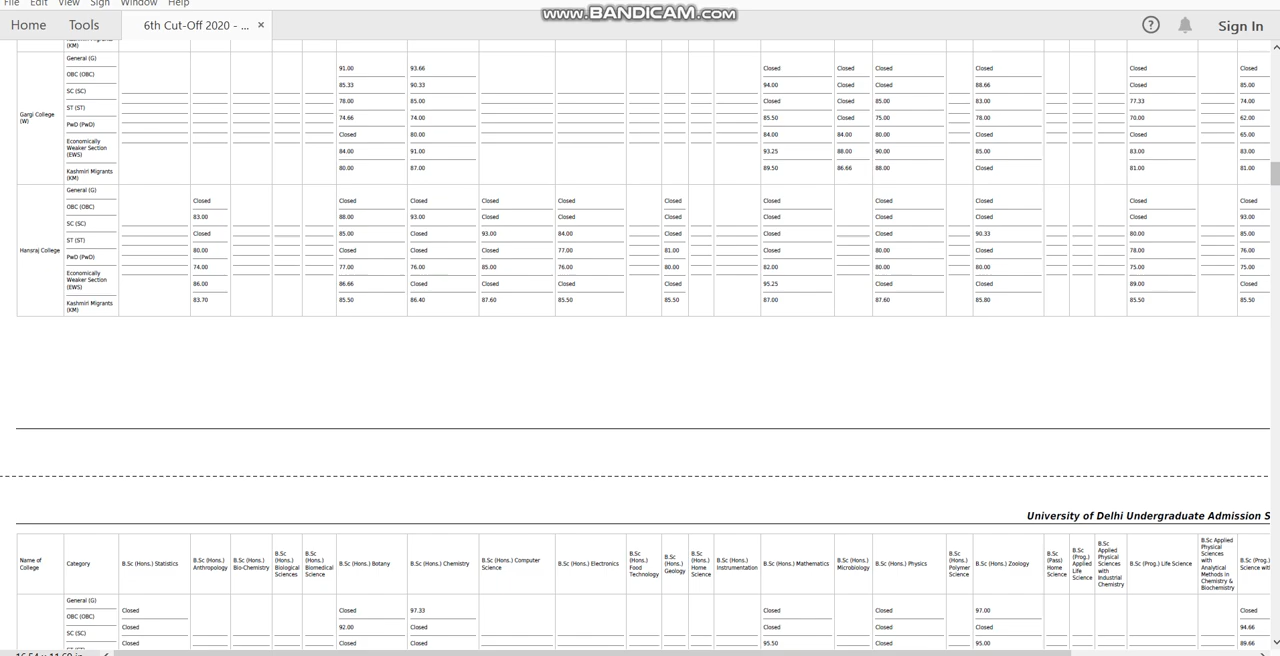 File Edit View Sign Window Help
www.BANDICAM.com
Home Tools 6th Cut-Off 2020 - ... × ? Sign In
Kashmiri Migrants
(KM)
Gargi College
(W)
General (G) 91.00 93.66 Closed Closed Closed Closed Closed
OBC (OBC) 85.33 90.33 94.00 Closed Closed 88.66 Closed 85.00
SC (SC) 78.00 85.00 Closed Closed 85.00 83.00 77.33 74.00
ST (ST) 74.66 74.00 85.50 Closed 75.00 78.00 70.00 62.00
PwD (PwD) Closed 80.00 84.00 84.00 80.00 Closed Closed 65.00
Economically
Weaker Section
(EWS) 84.00 91.00 93.25 88.00 90.00 85.00 83.00 83.00
Kashmiri Migrants
(KM) 80.00 87.00 89.50 86.66 88.00 Closed 81.00 81.00
Hansraj College
General (G) Closed Closed Closed Closed Closed Closed Closed Closed Closed Closed Closed
OBC (OBC) 83.00 88.00 93.00 Closed Closed Closed Closed Closed Closed Closed 93.00
SC (SC) Closed 85.00 Closed 93.00 84.00 Closed Closed Closed 90.33 80.00 85.00
ST (ST) 80.00 Closed Closed Closed 77.00 81.00 Closed 80.00 Closed 78.00 76.00
PwD (PwD) 74.00 77.00 76.00 85.00 76.00 80.00 82.00 80.00 80.00 75.00 75.00
Economically
Weaker Section
(EWS) 86.00 86.66 Closed Closed Closed Closed 95.25 Closed Closed 89.00 Closed
Kashmiri Migrants
(KM) 83.70 85.50 86.40 87.60 85.50 85.50 87.00 87.60 85.80 85.50 85.50
University of Delhi Undergraduate Admission S
Name of
College
Category
B.Sc (Hons.) Statistics
B.Sc (Hons.)
Anthropology
B.Sc (Hons.)
Bio-Chemistry
B.Sc
(Hons.)
Biological
Sciences
B.Sc
(Hons.)
Biomedical
Science
B.Sc (Hons.) Botany
B.Sc (Hons.) Chemistry
B.Sc (Hons.) Computer
Science
B.Sc (Hons.) Electronics
B.Sc
(Hons.)
Food
Technology
B.Sc
(Hons.)
Geology
B.Sc
(Hons.)
Home
Science
B.Sc (Hons.)
Instrumentation
B.Sc (Hons.) Mathematics
B.Sc (Hons.)
Microbiology
B.Sc (Hons.) Physics
B.Sc
(Hons.)
Polymer
Science
B.Sc (Hons.) Zoology
B.Sc
(Pass)
Home
Science
B.Sc
(Prog.)
Applied
Life
Science
B.Sc
Applied
Physical
Sciences
with
Industrial
Chemistry
B.Sc (Prog.) Life Science
B.Sc Applied
Physical
Sciences
with
Analytical
Methods in
Chemistry &
Biochemistry
B.Sc (Prog.)
Science wit
General (G) Closed Closed 97.33 Closed Closed 97.00 Closed
OBC (OBC) Closed 92.00 Closed Closed Closed Closed 94.66
SC (SC) Closed Closed Closed 95.50 Closed 95.00 89.66